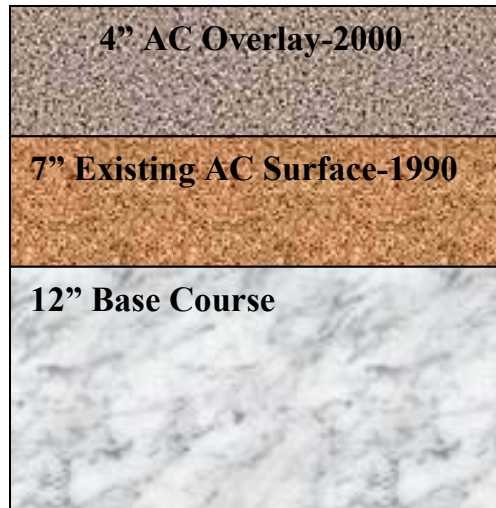 4” AC Overlay-2000
7” Existing AC Surface-1990
12” Base Course